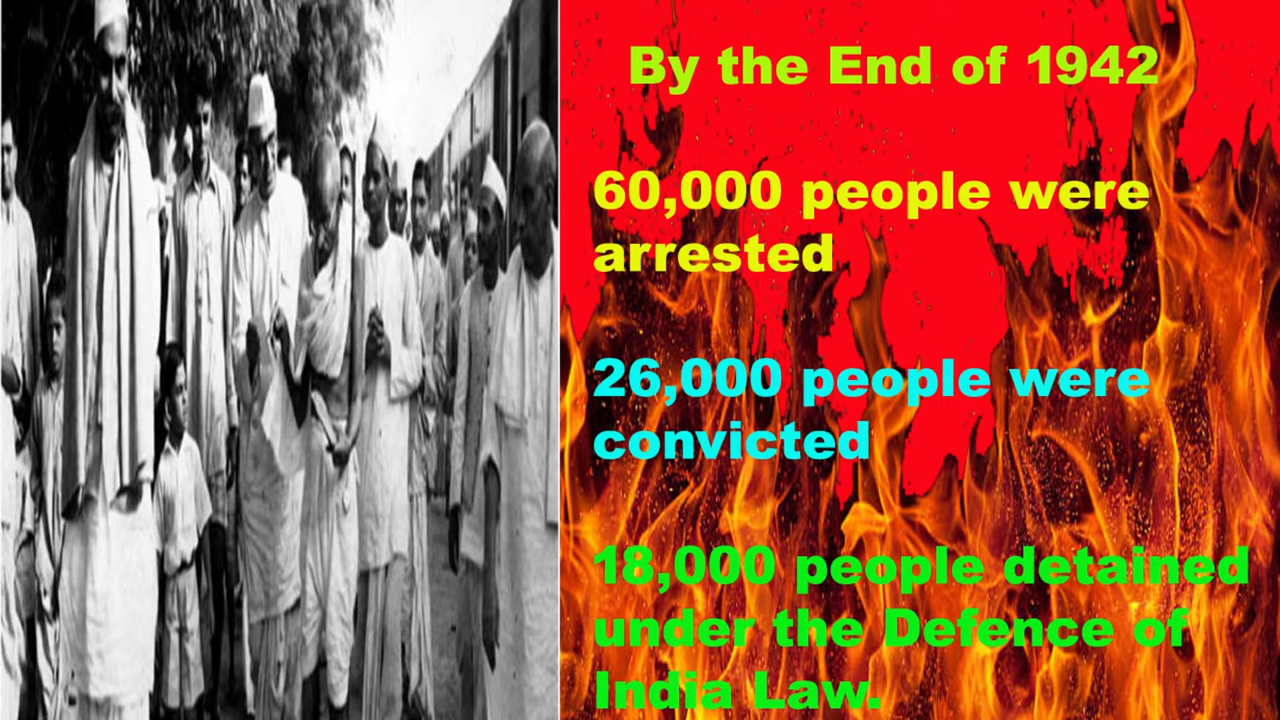 By the End of 1942
60,000 people were
arrested
26,000 people were
convicted
18,000 people detained
under the Defence of
India Law.